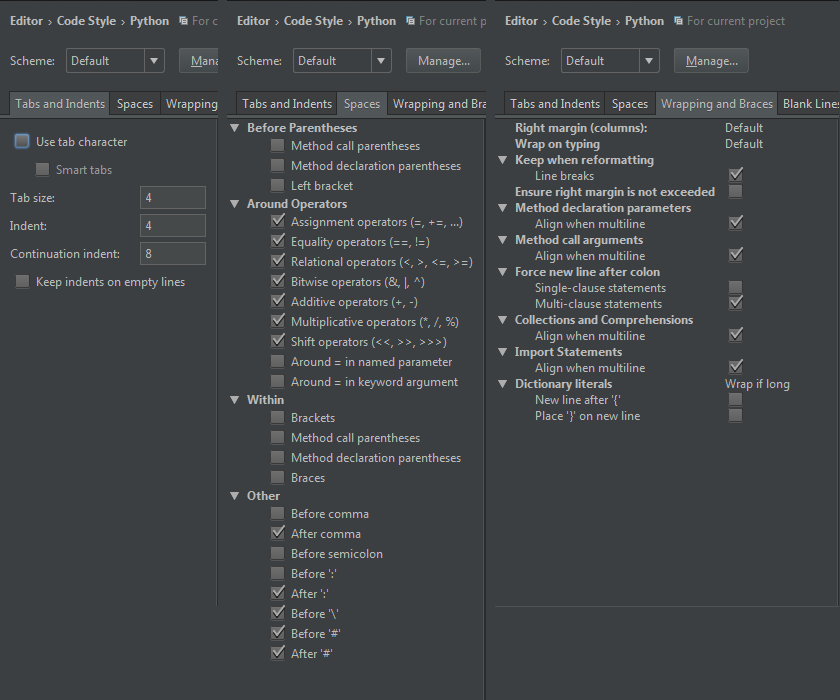 Editor › Code Style › Python For c
Scheme: Default Mana
Tabs and Indents Spaces Wrapping
Use tab character
Smart tabs
Tab size: 4
Indent: 4
Continuation indent: 8
Keep indents on empty lines
Editor › Code Style › Python For current p
Scheme: Default Manage...
Tabs and Indents Spaces Wrapping and Bra
Before Parentheses
Method call parentheses
Method declaration parentheses
Left bracket
Around Operators
Assignment operators (=, +=, ...)
Equality operators (==, !=)
Relational operators (<, >, <=, >=)
Bitwise operators (&, |, ^)
Additive operators (+, -)
Multiplicative operators (*, /, %)
Shift operators (<<, >>, >>>)
Around = in named parameter
Around = in keyword argument
Within
Brackets
Method call parentheses
Method declaration parentheses
Braces
Other
Before comma
After comma
Before semicolon
Before ':'
After ':'
Before '\'
Before '#'
After '#'
Editor › Code Style › Python For current project
Scheme: Default Manage...
Tabs and Indents Spaces Wrapping and Braces Blank Line
Right margin (columns): Default
Wrap on typing Default
Keep when reformatting
Line breaks
Ensure right margin is not exceeded
Method declaration parameters
Align when multiline
Method call arguments
Align when multiline
Force new line after colon
Single-clause statements
Multi-clause statements
Collections and Comprehensions
Align when multiline
Import Statements
Align when multiline
Dictionary literals Wrap if long
New line after '{'
Place '}' on new line